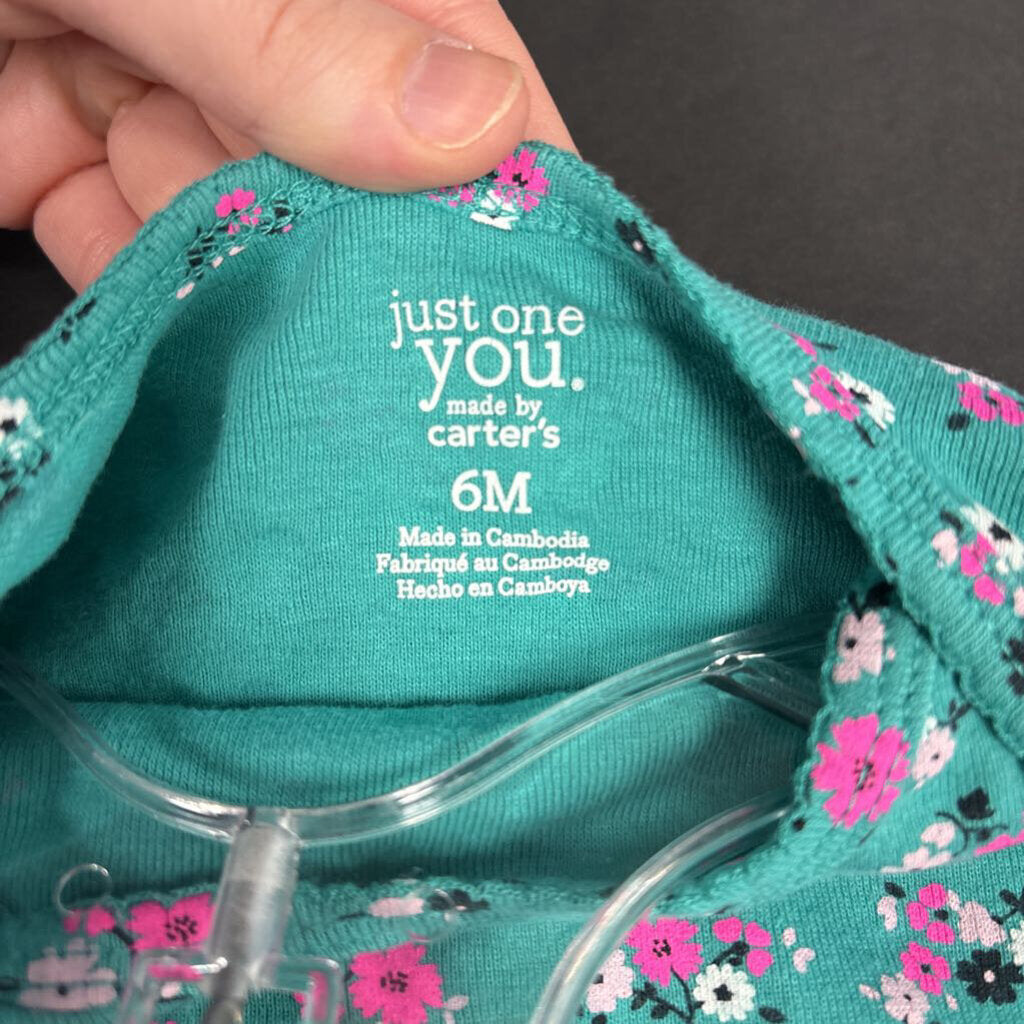 just one
you.®
made by
carter's
6M
Made in Cambodia
Fabriqué au Cambodge
Hecho en Camboya